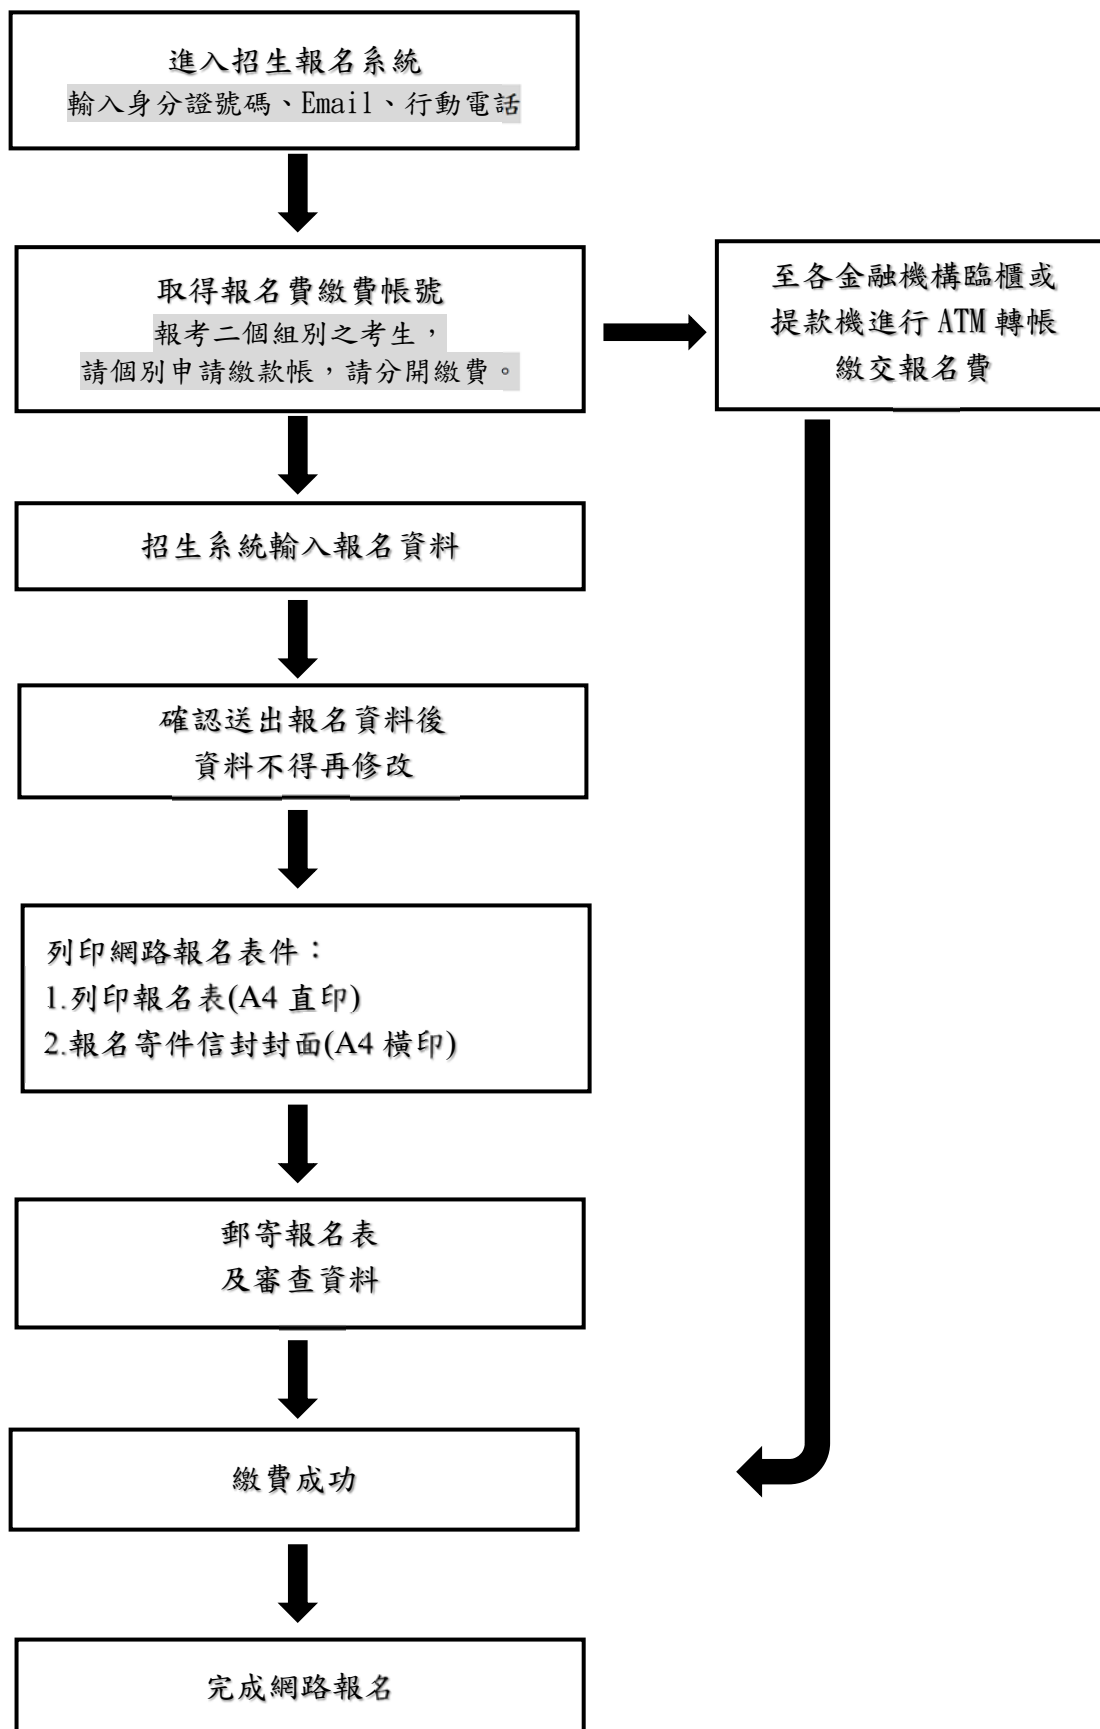 進入招生報名系統
輸入身分證號碼、Email、行動電話
取得報名費繳費帳號
報考二個組別之考生，
請個別申請繳款帳，請分開繳費。
至各金融機構臨櫃或
提款機進行 ATM 轉帳
繳交報名費
招生系統輸入報名資料
確認送出報名資料後
資料不得再修改
列印網路報名表件：
1.列印報名表(A4 直印)
2.報名寄件信封封面(A4 橫印)
郵寄報名表
及審查資料
繳費成功
完成網路報名